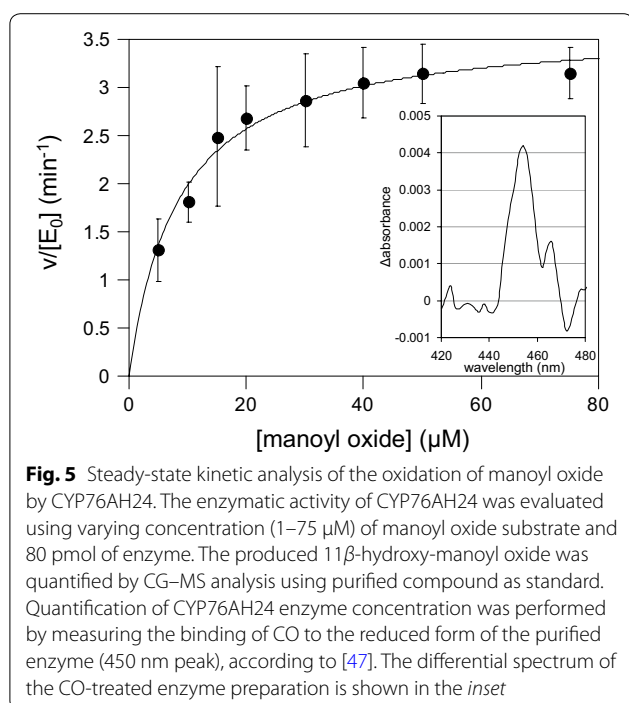 3.5
3
2.5
2
1.5
1
0.5
0
v/[E0] (min-1)
0
20
40
60
80
[manoyl oxide] (µM)
0.005
0.004
0.003
0.002
0.001
0
-0.001
Δabsorbance
420
440
460
480
wavelength (nm)
Fig. 5 Steady-state kinetic analysis of the oxidation of manoyl oxide
by CYP76AH24. The enzymatic activity of CYP76AH24 was evaluated
using varying concentration (1–75 µM) of manoyl oxide substrate and
80 pmol of enzyme. The produced 11β-hydroxy-manoyl oxide was
quantified by CG–MS analysis using purified compound as standard.
Quantification of CYP76AH24 enzyme concentration was performed
by measuring the binding of CO to the reduced form of the purified
enzyme (450 nm peak), according to [47]. The differential spectrum of
the CO-treated enzyme preparation is shown in the inset